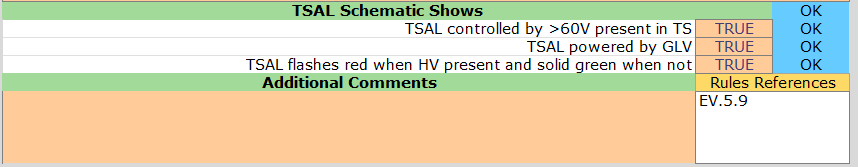 TSAL Schematic Shows OK
TSAL controlled by >60V present in TS TRUE OK
TSAL powered by GLV TRUE OK
TSAL flashes red when HV present and solid green when not TRUE OK
Additional Comments Rules References
EV.5.9